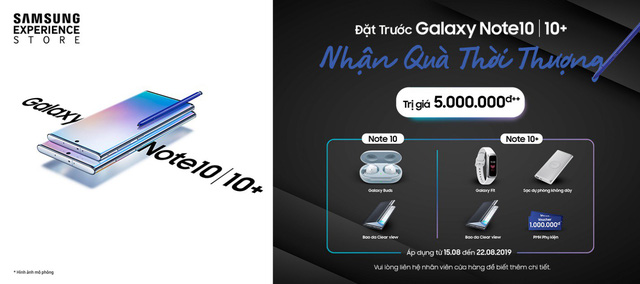 SAMSUNG
EXPERIENCE
STORE
Galaxy
Note10 | 10+
* Hình ảnh mô phỏng
Đặt Trước Galaxy Note10 | 10+
Nhận Quà Thời Thượng
Trị giá 5.000.000đ++
Note 10
Note 10+
Galaxy Buds
Galaxy Fit
Sạc dự phòng không dây
Bao da Clear view
Bao da Clear view
Voucher
1.000.000đ
PMH Phụ kiện
Áp dụng từ 15.08 đến 22.08.2019
Vui lòng liên hệ nhân viên cửa hàng để biết thêm chi tiết.